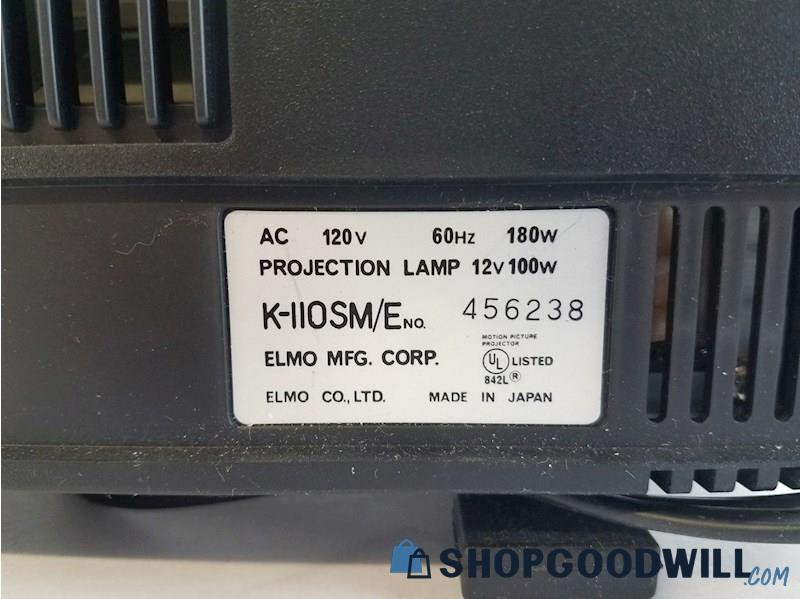 AC 120V 60Hz 180W
PROJECTION LAMP 12V 100W
K-110SM/E NO. 456238
MOTION PICTURE
PROJECTOR
ELMO MFG. CORP. UL LISTED
842L ®
ELMO CO., LTD. MADE IN JAPAN
SHOPGOODWILL.COM